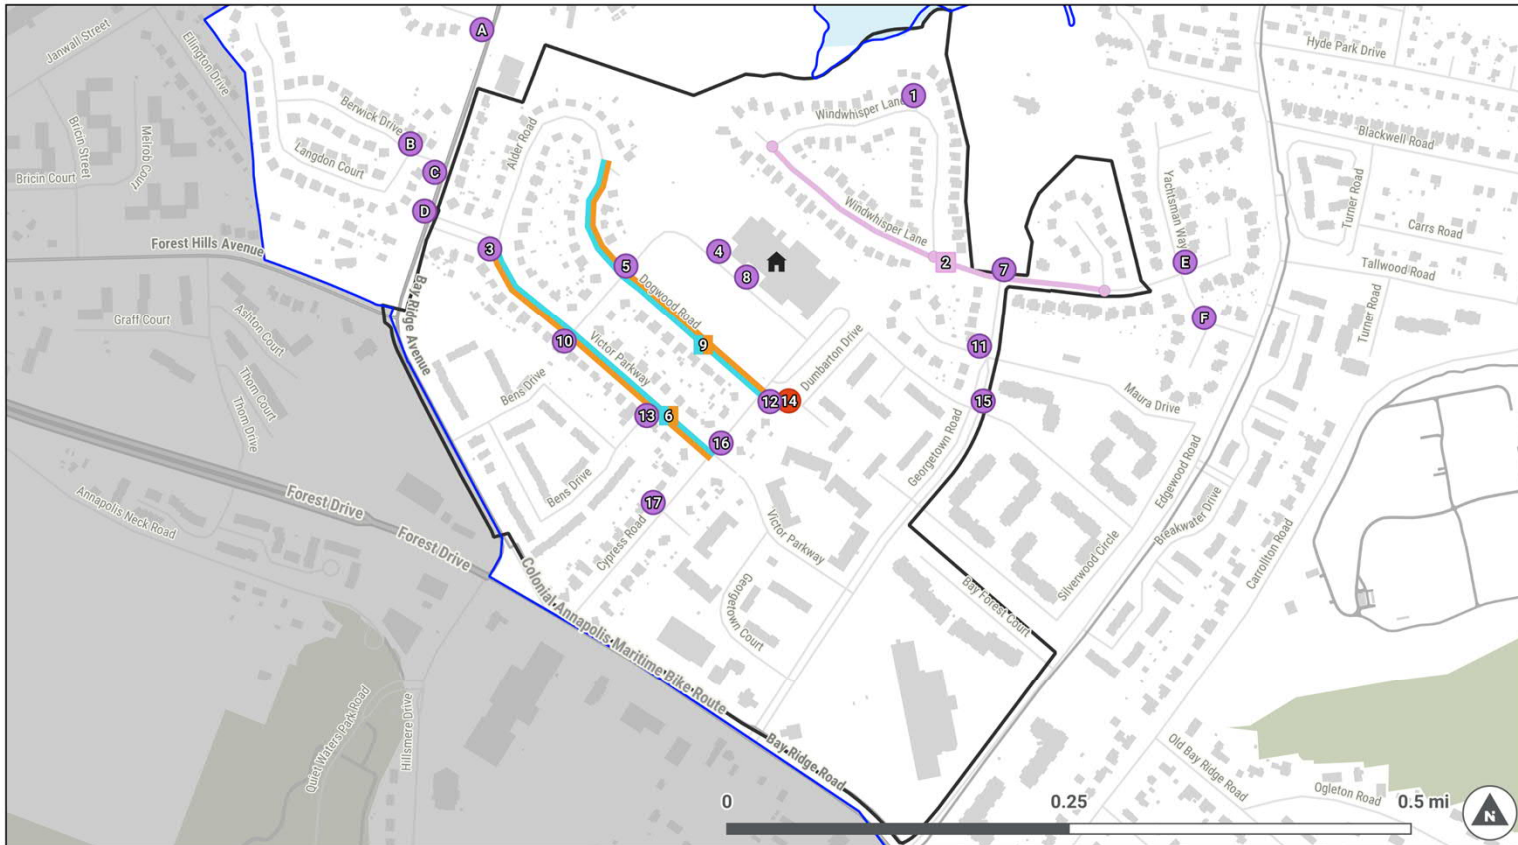 A
Janwall Street
Ellington Drive
Hyde Park Drive
Berwick Drive
Windwhisper Lane
1
Bricin Street
Melrob Court
B
Langdon Court
Alder Road
Blackwell Road
C
Bricin Court
Yachtsman Way
Turner Road
D
Windwhisper Lane
Carrs Road
Forest Hills Avenue
3
4
5
8
2
7
E
Tallwood Road
Dogwood Road
Bay Ridge Avenue
Graff Court
Ashton Court
F
Turner Road
10
Victor Parkway
9
11
Dumbarton Drive
Bens Drive
Thom Court
Thom Drive
12
14
15
Maura Drive
13
6
16
Georgetown Road
Edgewood Road
Bens Drive
Forest Drive
17
Annapolis Neck Road
Forest Drive
Cypress Road
Victor Parkway
Breakwater Drive
Carrollton Road
Silverwood Circle
Colonial Annapolis Maritime Bike Route
Georgetown Court
Bay Forest Court
Quiet Waters Park Road
Hillsmere Drive
Bay Ridge Road
Old Bay Ridge Road
Ogleton Road
0
0.25
0.5 mi
N